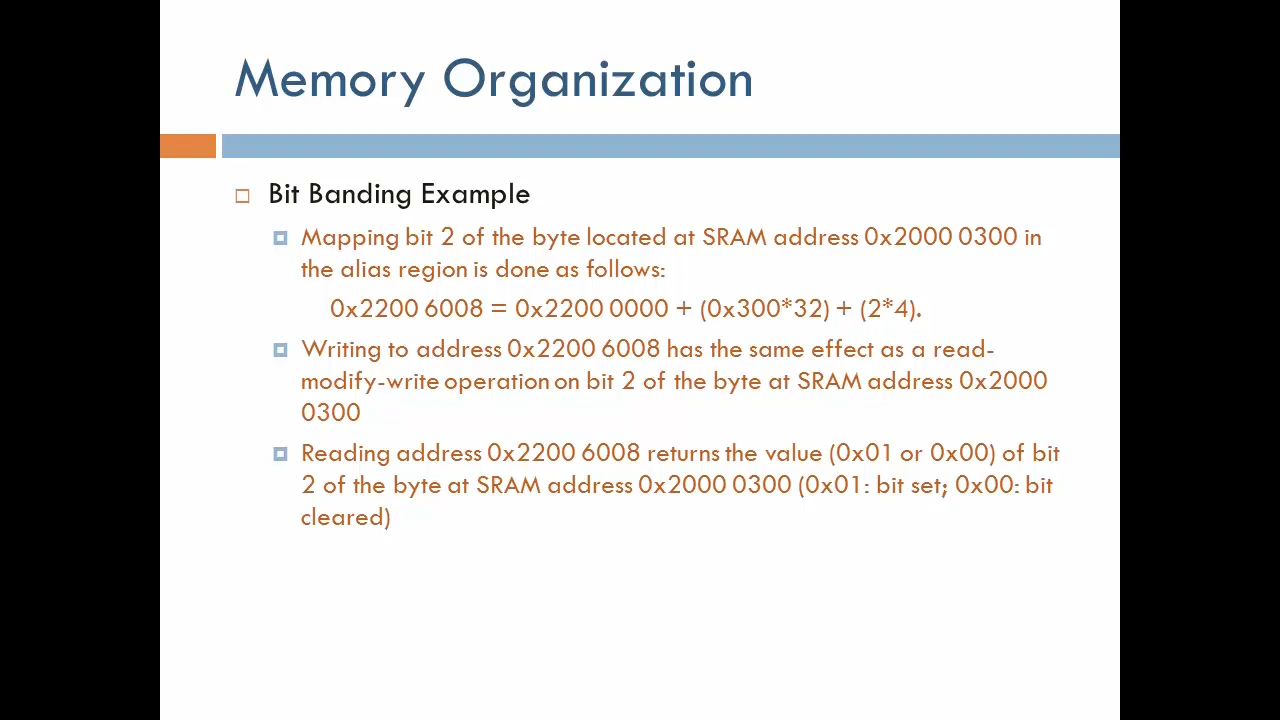 Memory Organization
Bit Banding Example
Mapping bit 2 of the byte located at SRAM address 0x2000 0300 in
the alias region is done as follows:
0x2200 6008 = 0x2200 0000 + (0x300*32) + (2*4).
Writing to address 0x2200 6008 has the same effect as a read-
modify-write operation on bit 2 of the byte at SRAM address 0x2000
0300
Reading address 0x2200 6008 returns the value (0x01 or 0x00) of bit
2 of the byte at SRAM address 0x2000 0300 (0x01: bit set; 0x00: bit
cleared)